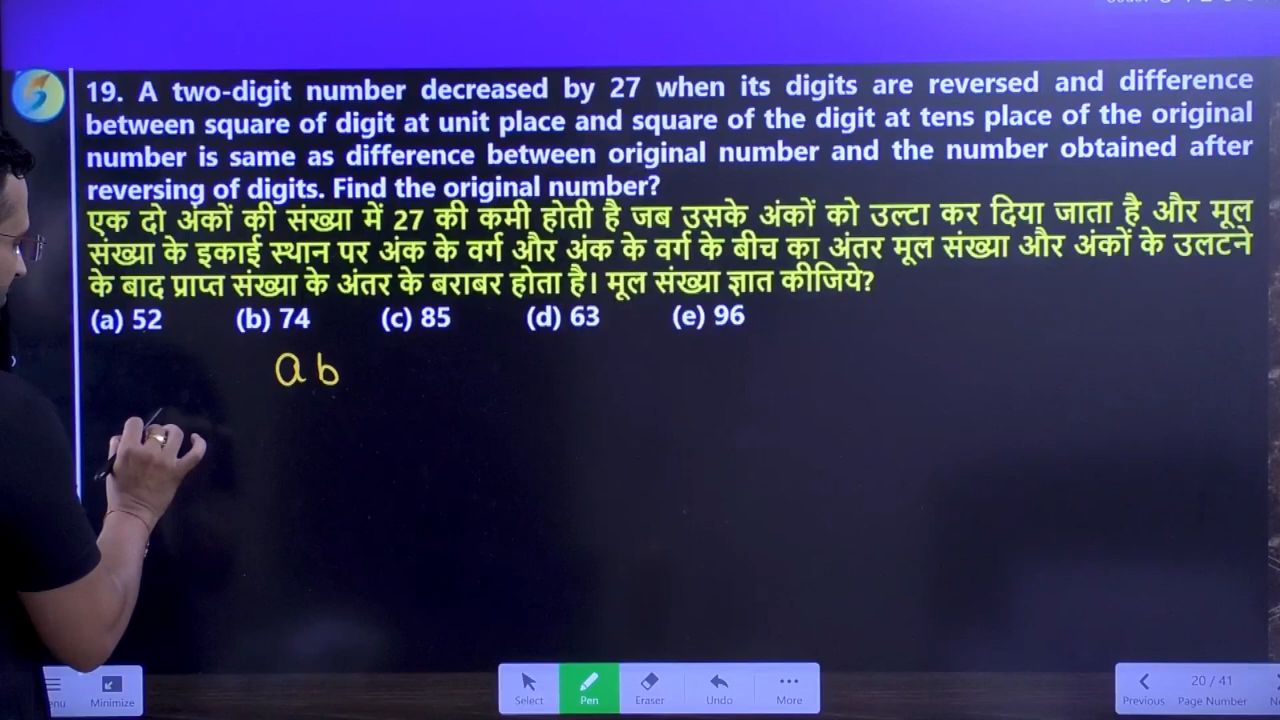 19. A two-digit number decreased by 27 when its digits are reversed and difference
between square of digit at unit place and square of the digit at tens place of the original
number is same as difference between original number and the number obtained after
reversing of digits. Find the original number?
एक दो अंकों की संख्या में 27 की कमी होती है जब उसके अंकों को उल्टा कर दिया जाता है और मूल
संख्या के इकाई स्थान पर अंक के वर्ग और अंक के वर्ग के बीच का अंतर मूल संख्या और अंकों के उलटने
के बाद प्राप्त संख्या के अंतर के बराबर होता है। मूल संख्या ज्ञात कीजिये?
(a) 52 (b) 74 (c) 85 (d) 63 (e) 96
a b
Minimize Select Pen Eraser Undo More Previous 20 / 41 Page Number